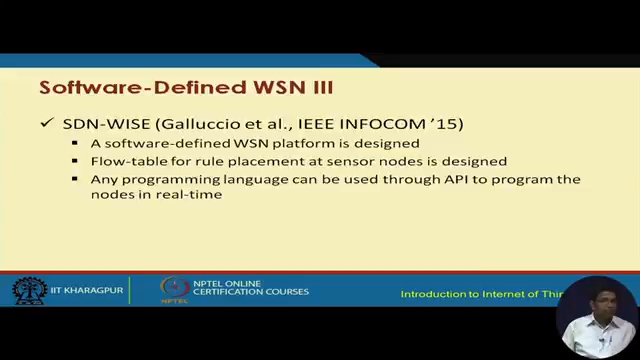 Software-Defined WSN III
✓ SDN-WISE (Galluccio et al., IEEE INFOCOM ’15)
▪ A software-defined WSN platform is designed
▪ Flow-table for rule placement at sensor nodes is designed
▪ Any programming language can be used through API to program the
nodes in real-time
IIT KHARAGPUR
NPTEL
NPTEL ONLINE
CERTIFICATION COURSES
Introduction to Internet of Thin